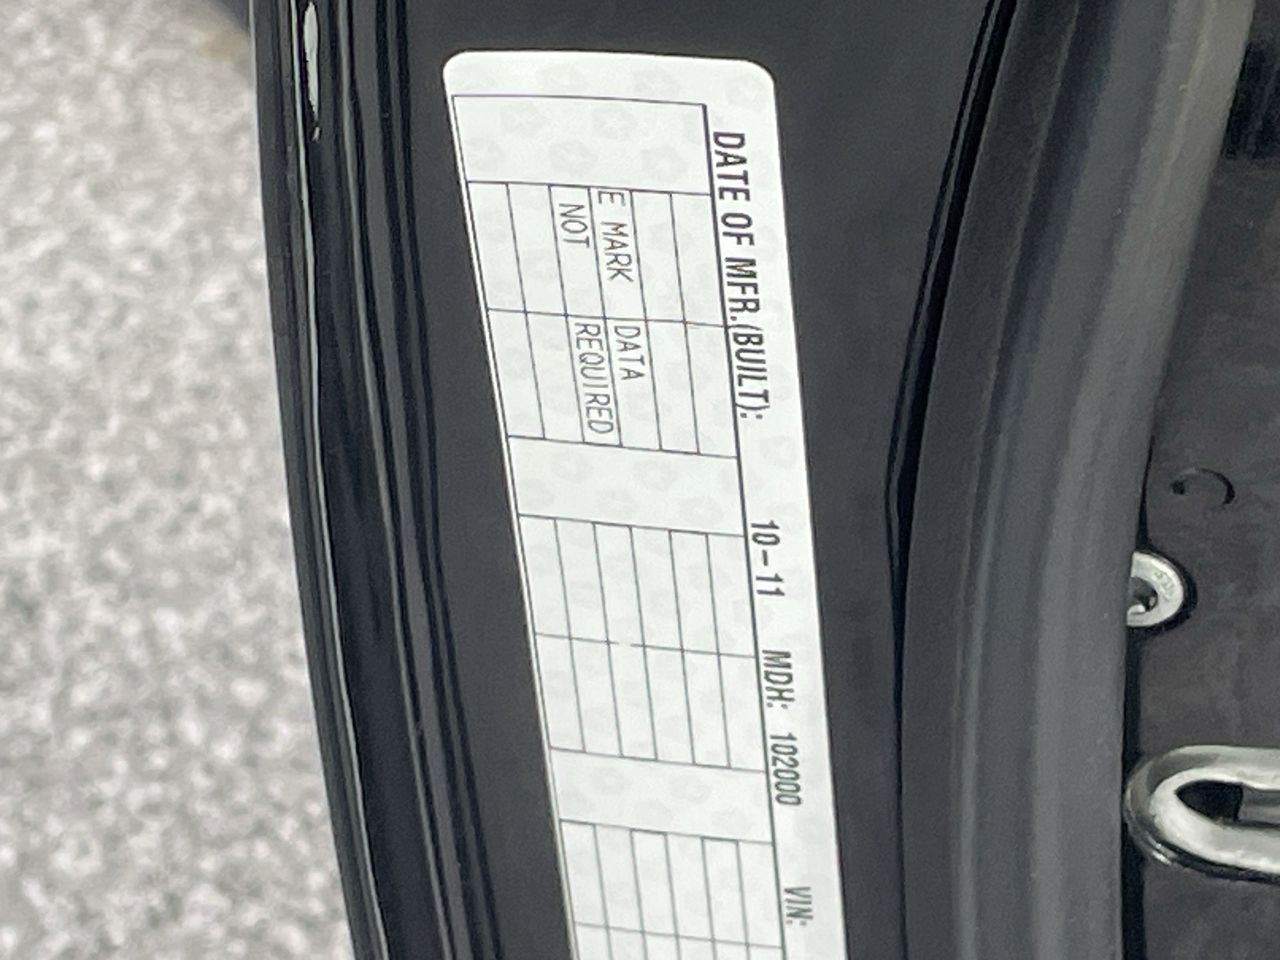 DATE OF MFR.(BUILT): 10-11 MDH: 102000 VIN:
E MARK DATA
NOT REQUIRED